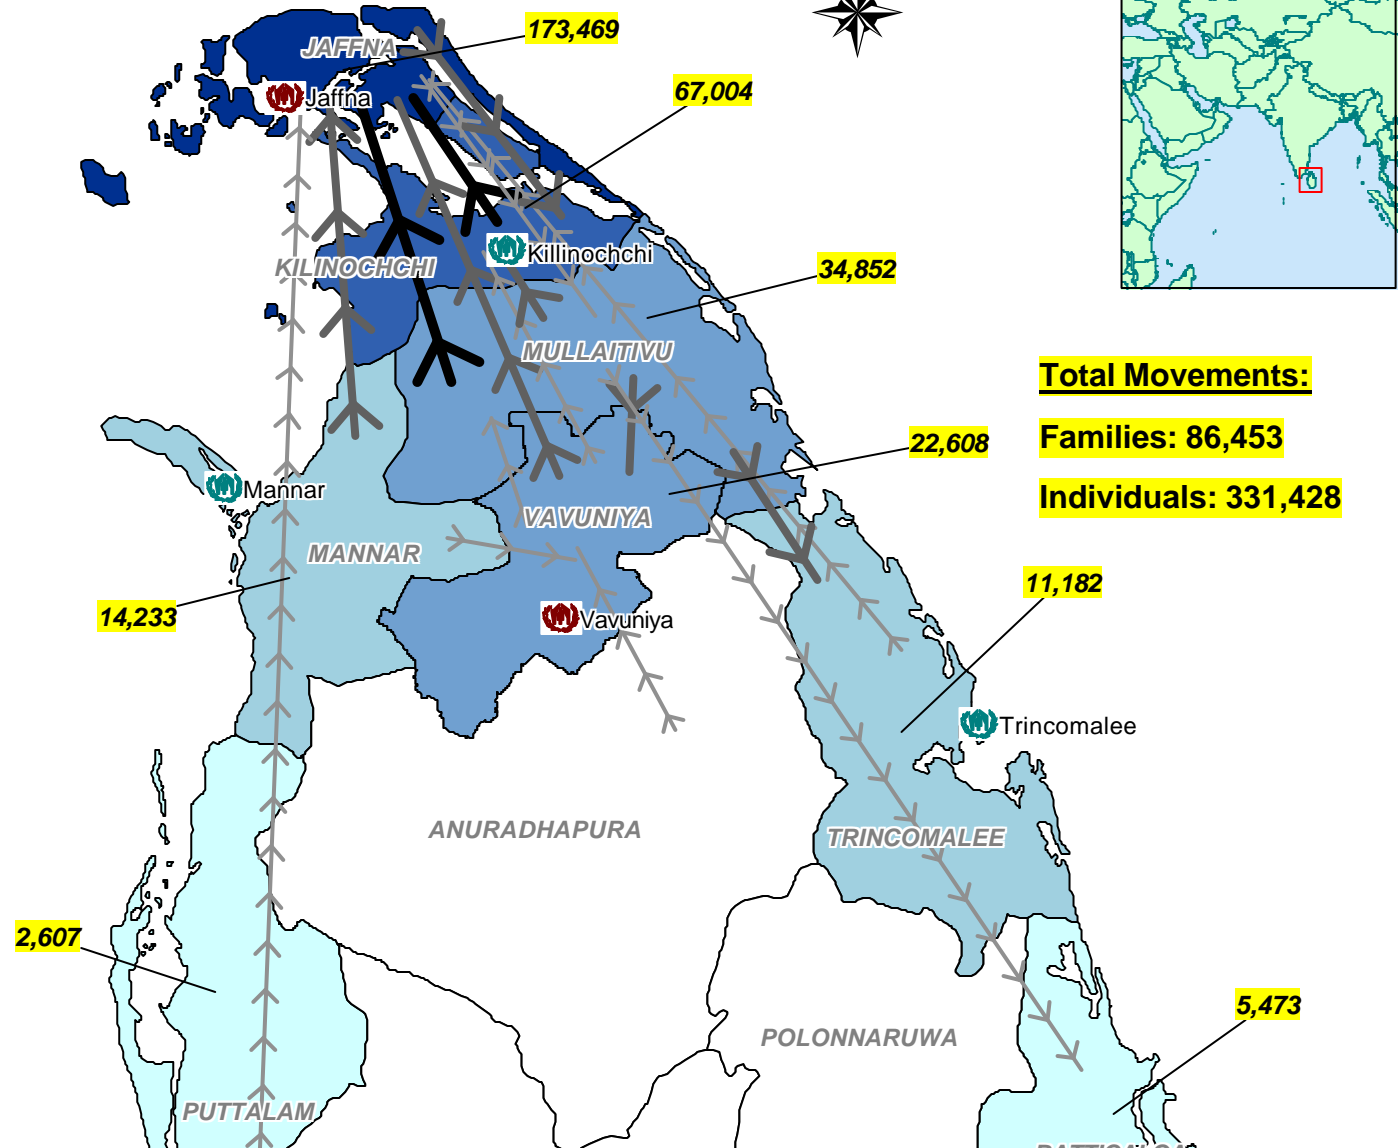 173,469
JAFFNA
67,004
Jaffna
Killinochchi
KILINOCHCHI
34,852
MULLAITIVU
Total Movements:
Families: 86,453
22,608
Individuals: 331,428
Mannar
VAVUNIYA
MANNAR
11,182
14,233
Vavuniya
Trincomalee
ANURADHAPURA
TRINCOMALEE
2,607
5,473
POLONNARUWA
PUTTALAM